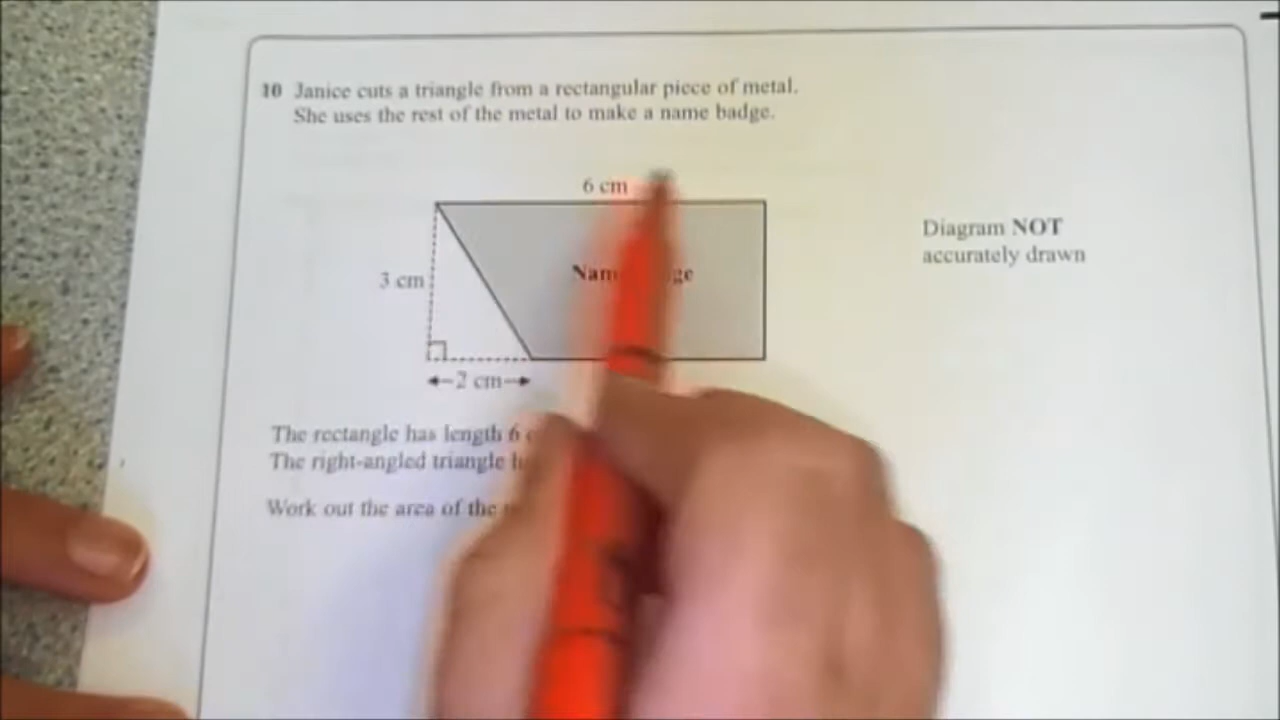 10 Janice cuts a triangle from a rectangular piece of metal.
She uses the rest of the metal to make a name badge.
6 cm
Diagram NOT
accurately drawn
3 cm
2 cm
The rectangle has length 6
The right-angled triangle
Work out the area of the